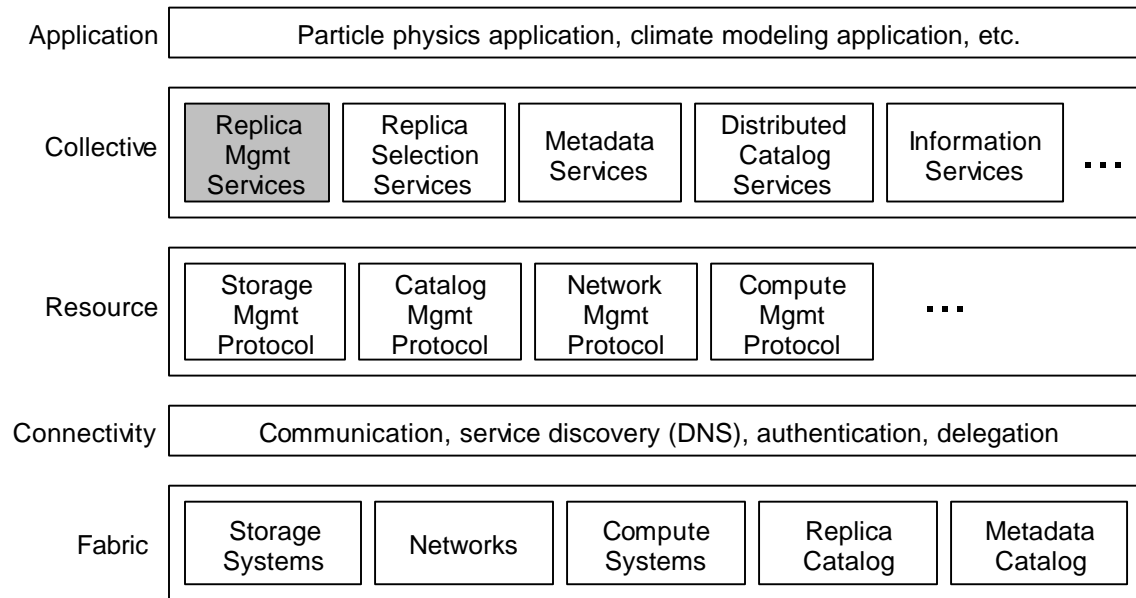 Application
Particle physics application, climate modeling application, etc.
Collective
Replica
Mgmt
Services
Replica
Selection
Services
Metadata
Services
Distributed
Catalog
Services
Information
Services
...
Resource
Storage
Mgmt
Protocol
Catalog
Mgmt
Protocol
Network
Mgmt
Protocol
Compute
Mgmt
Protocol
...
Connectivity
Communication, service discovery (DNS), authentication, delegation
Fabric
Storage
Systems
Networks
Compute
Systems
Replica
Catalog
Metadata
Catalog